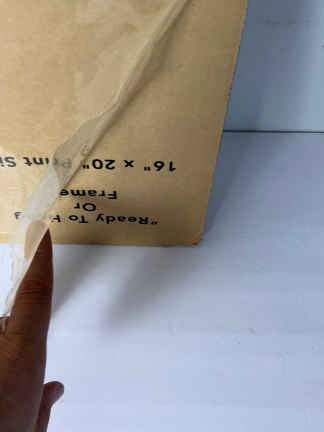 "Ready To
Or
Frame
16" x 20" Print